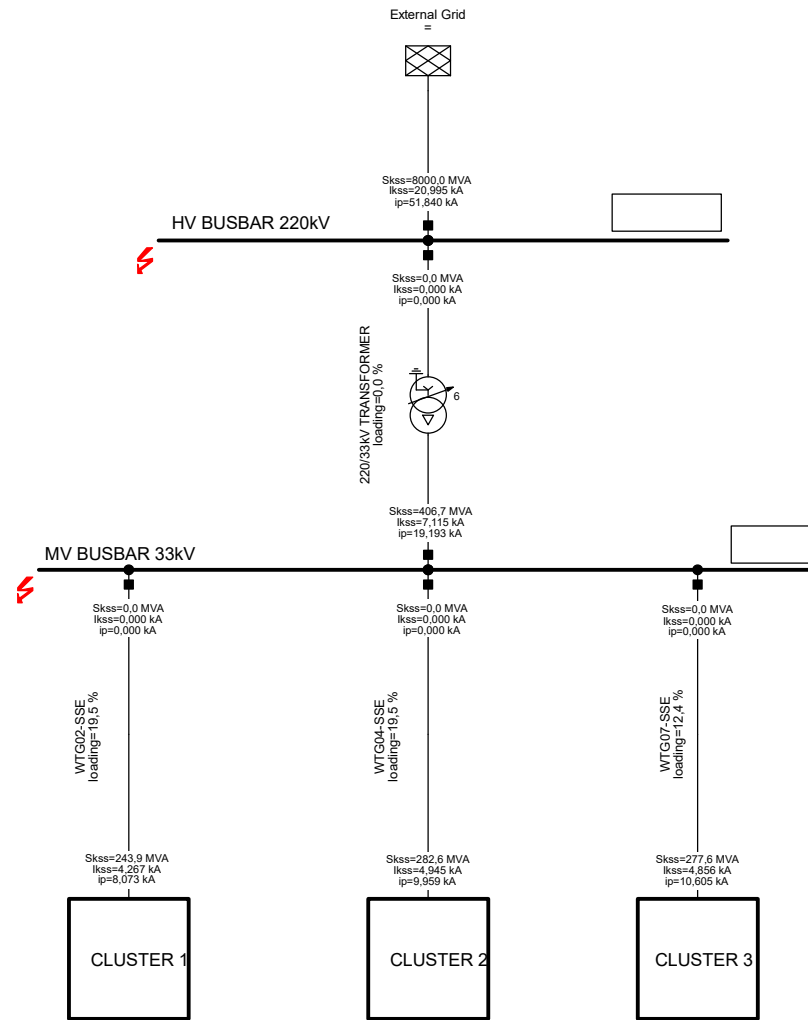 External Grid
=
Skss=8000,0 MVA
Ikss=20,995 kA
ip=51,840 kA
HV BUSBAR 220kV
Skss=0,0 MVA
Ikss=0,000 kA
ip=0,000 kA
220/33kV TRANSFORMER
loading=0,0 %
6
Skss=406,7 MVA
Ikss=7,115 kA
ip=19,193 kA
MV BUSBAR 33kV
Skss=0,0 MVA
Ikss=0,000 kA
ip=0,000 kA
Skss=0,0 MVA
Ikss=0,000 kA
ip=0,000 kA
Skss=0,0 MVA
Ikss=0,000 kA
ip=0,000 kA
WTG02-SSE
loading=19,5 %
WTG04-SSE
loading=19,5 %
WTG07-SSE
loading=12,4 %
Skss=243,9 MVA
Ikss=4,267 kA
ip=8,073 kA
Skss=282,6 MVA
Ikss=4,945 kA
ip=9,959 kA
Skss=277,6 MVA
Ikss=4,856 kA
ip=10,605 kA
CLUSTER 1
CLUSTER 2
CLUSTER 3